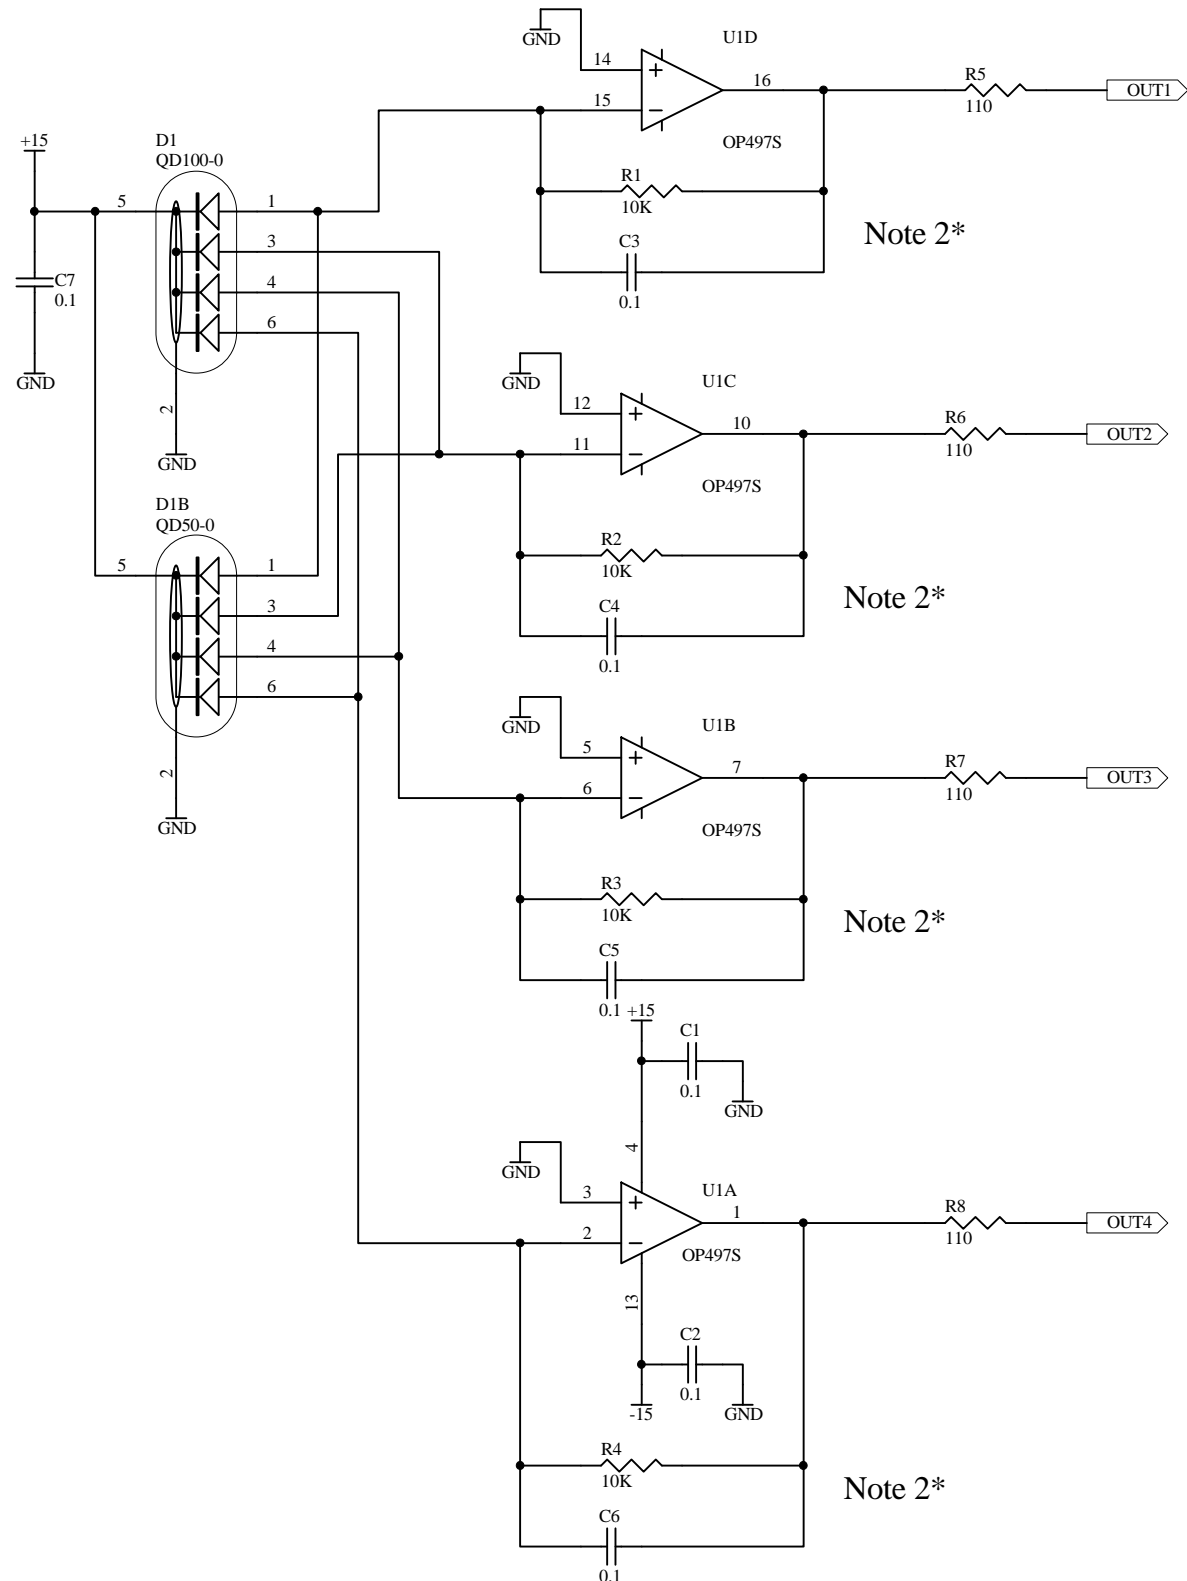 GND
U1D
14
15
16
OP497S
R5
110
OUT1
+15
D1
QD100-0
5
1
3
4
6
C7
0.1
GND
2
GND
R1
10K
C3
0.1
Note 2*
GND
U1C
12
11
10
OP497S
R6
110
OUT2
D1B
QD50-0
5
1
3
4
6
2
GND
R2
10K
C4
0.1
Note 2*
GND
U1B
5
6
7
OP497S
R7
110
OUT3
R3
10K
C5
0.1
Note 2*
+15
C1
0.1
GND
4
GND
U1A
3
2
1
OP497S
R8
110
OUT4
13
C2
0.1
-15
GND
R4
10K
C6
0.1
Note 2*